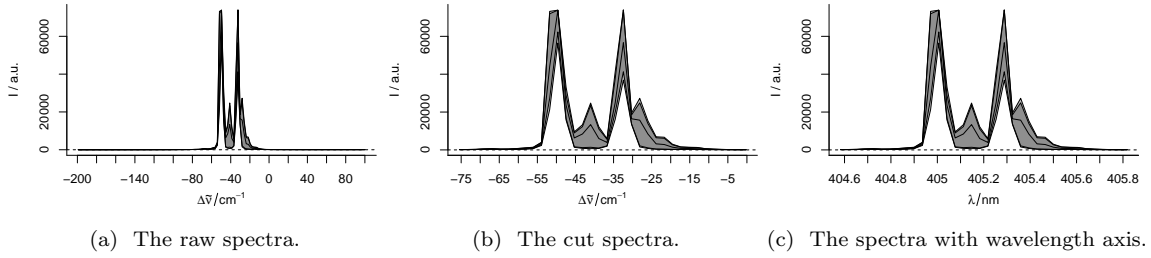 I / a.u.
0 20000 60000
−200 −140 −80 −40 0 40 80
Δν̃/cm⁻¹
(a) The raw spectra.
I / a.u.
0 20000 60000
−75 −65 −55 −45 −35 −25 −15 −5
Δν̃/cm⁻¹
(b) The cut spectra.
I / a.u.
0 20000 60000
404.6 404.8 405 405.2 405.4 405.6 405.8
λ/nm
(c) The spectra with wavelength axis.